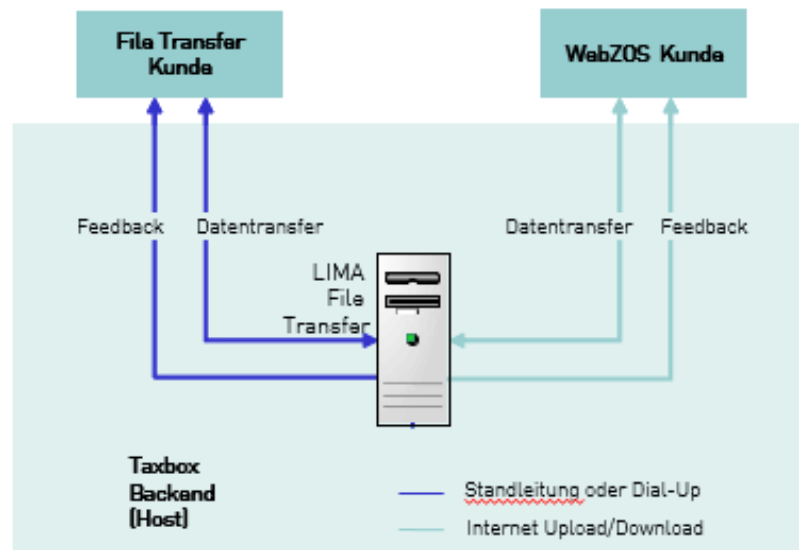 File Transfer
Kunde
WebZOS Kunde
Feedback
Datentransfer
Datentransfer
Feedback
LIMA
File
Transfer
Taxbox
Backend
(Host)
Standleitung oder Dial-Up
Internet Upload/Download